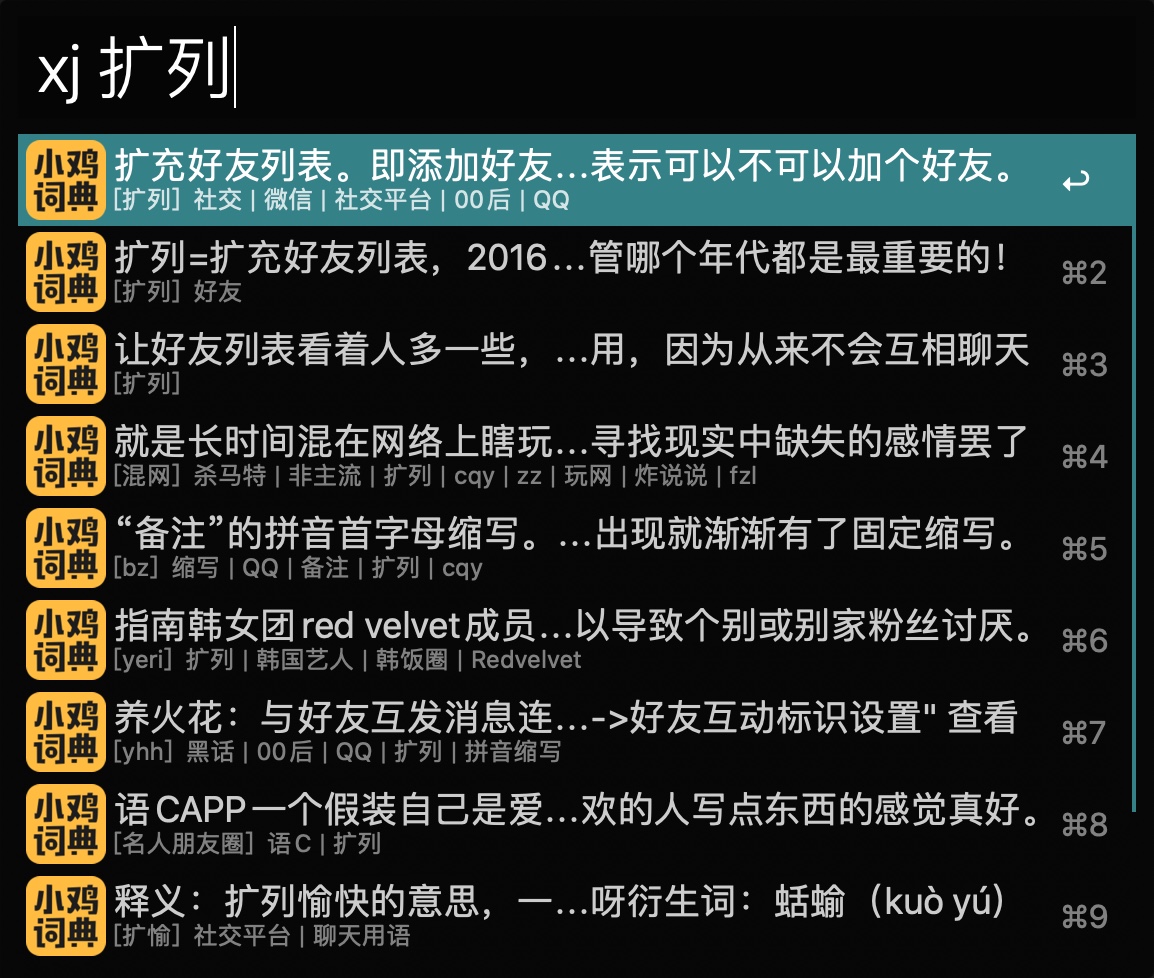 xj 扩列
小鸡词典
扩充好友列表。即添加好友...表示可以不可以加个好友。
[扩列] 社交 | 微信 | 社交平台 | 00后 | QQ
↩
小鸡词典
扩列=扩充好友列表，2016...管哪个年代都是最重要的！
[扩列] 好友
⌘2
小鸡词典
让好友列表看着人多一些，...用，因为从来不会互相聊天
[扩列]
⌘3
小鸡词典
就是长时间混在网络上瞎玩...寻找现实中缺失的感情罢了
[混网] 杀马特 | 非主流 | 扩列 | cqy | zz | 玩网 | 炸说说 | fzl
⌘4
小鸡词典
“备注”的拼音首字母缩写。...出现就渐渐有了固定缩写。
[bz] 缩写 | QQ | 备注 | 扩列 | cqy
⌘5
小鸡词典
指南韩女团red velvet成员...以导致个别或别家粉丝讨厌。
[yeri] 扩列 | 韩国艺人 | 韩饭圈 | Redvelvet
⌘6
小鸡词典
养火花：与好友互发消息连...->好友互动标识设置" 查看
[yhh] 黑话 | 00后 | QQ | 扩列 | 拼音缩写
⌘7
小鸡词典
语CAPP一个假装自己是爱...欢的人写点东西的感觉真好。
[名人朋友圈] 语C | 扩列
⌘8
小鸡词典
释义：扩列愉快的意思，一...呀衍生词：蛞蝓（kuò yú）
[扩愉] 社交平台 | 聊天用语
⌘9